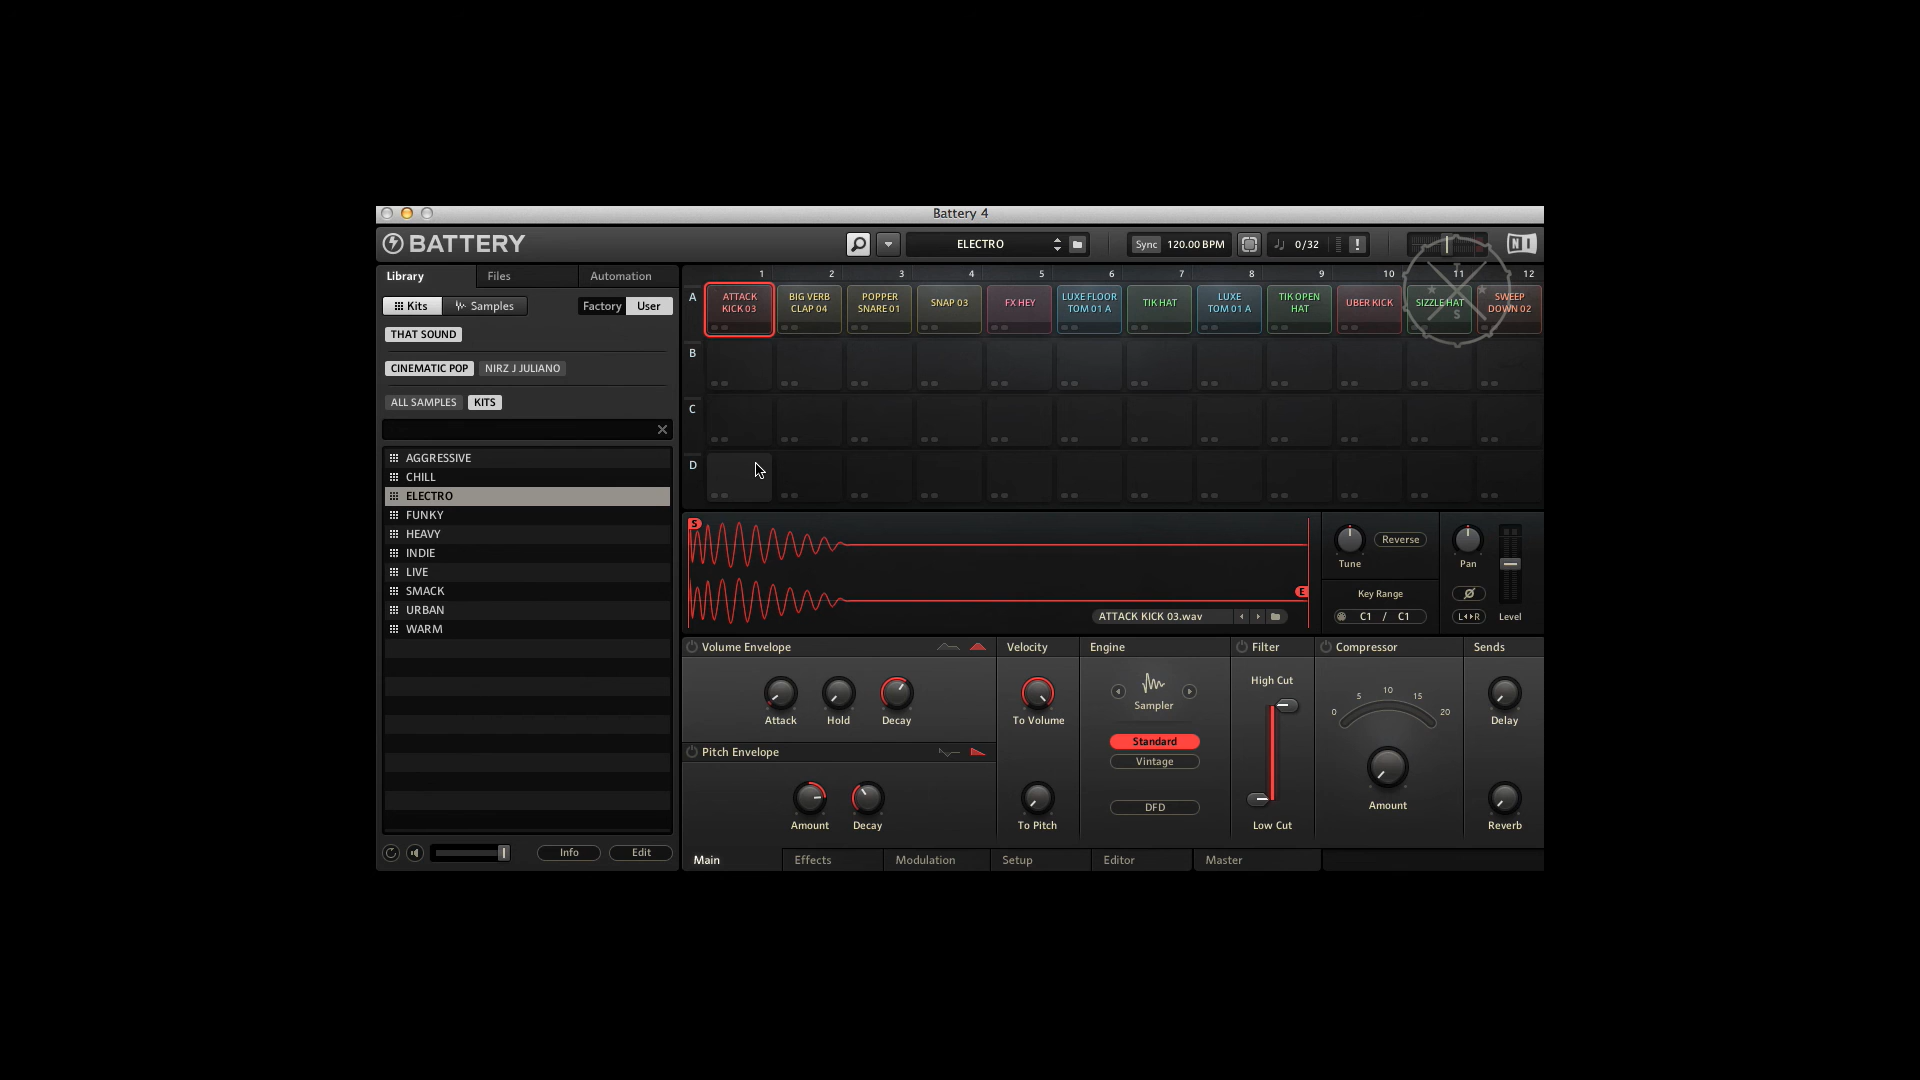 Battery 4
BATTERY
ELECTRO
Sync 120.00 BPM
0/32
!
NI
Library Files Automation
1 2 3 4 5 6 7 8 9 10 11 12
Kits Samples Factory User
A
ATTACK KICK 03
BIG VERB CLAP 04
POPPER SNARE 01
SNAP 03
FX HEY
LUXE FLOOR TOM 01 A
TIK HAT
LUXE TOM 01 A
TIK OPEN HAT
UBER KICK
SIZZLE HAT
SWEEP DOWN 02
T
S
THAT SOUND
B
CINEMATIC POP NIRZ J JULIANO
ALL SAMPLES KITS
C
D
AGGRESSIVE
CHILL
ELECTRO
FUNKY
HEAVY
INDIE
LIVE
SMACK
URBAN
WARM
S
E
ATTACK KICK 03.wav
Tune Reverse
Key Range
C1 / C1
Pan
Ø
L R
Level
Volume Envelope
Attack Hold Decay
Pitch Envelope
Amount Decay
Velocity
To Volume
To Pitch
Engine
Sampler
Standard
Vintage
DFD
Filter
High Cut
Low Cut
Compressor
0 5 10 15 20
Amount
Sends
Delay
Reverb
Info Edit
Main Effects Modulation Setup Editor Master